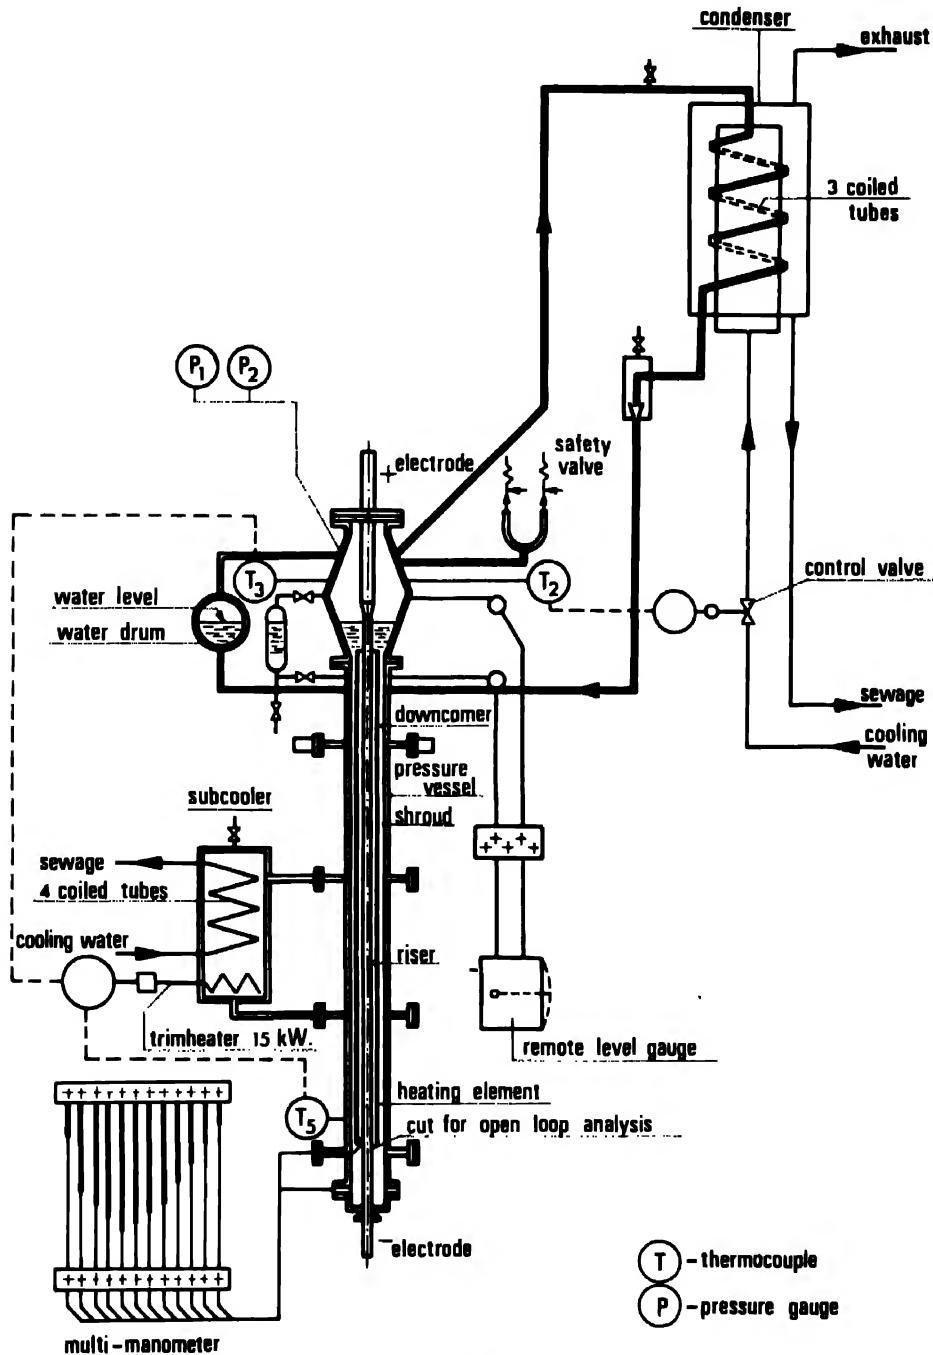 condenser
exhaust
3 coiled
tubes
P1
P2
+electrode
safety
valve
T3
T2
control valve
water level
water drum
sewage
cooling
water
downcomer
pressure
vessel
shroud
subcooler
sewage
4 coiled tubes
cooling water
riser
trimheater 15 kW.
remote level gauge
heating element
T5
cut for open loop analysis
-electrode
T - thermocouple
P - pressure gauge
multi-manometer